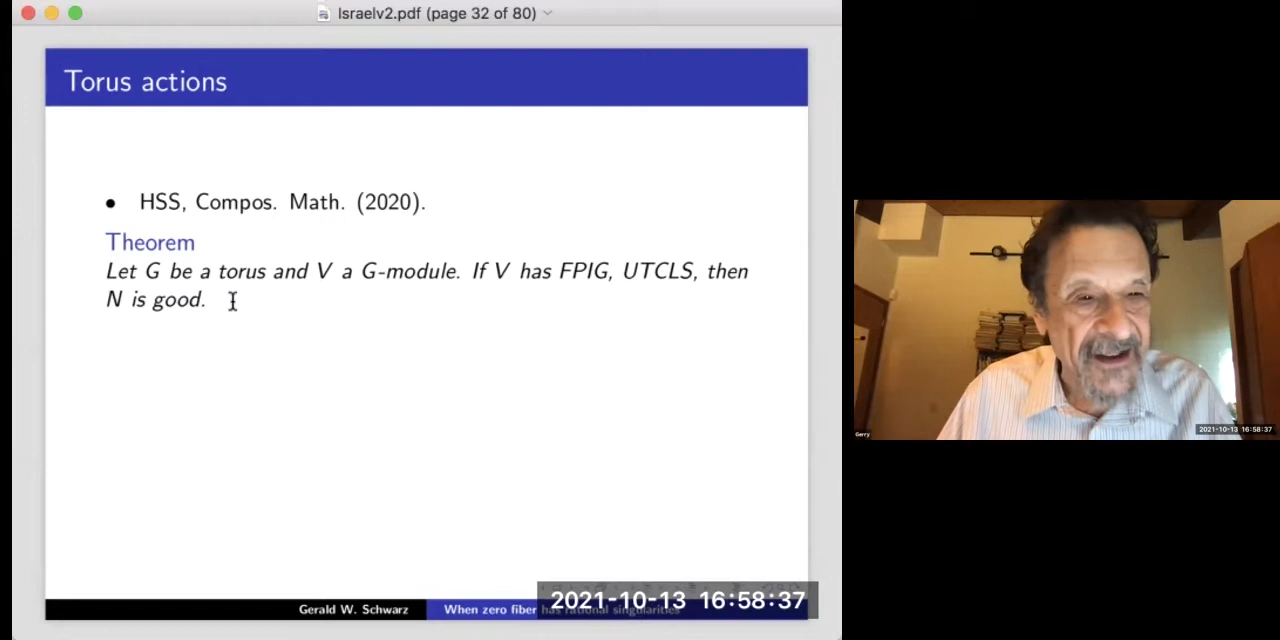 Israelv2.pdf (page 32 of 80)
Torus actions
• HSS, Compos. Math. (2020).
Theorem
Let G be a torus and V a G-module. If V has FPIG, UTCLS, then
N is good.
Gerald W. Schwarz
When zero fiber has rational singularities
2021-10-13 16:58:37
Gerry
2021-10-13 16:58:37